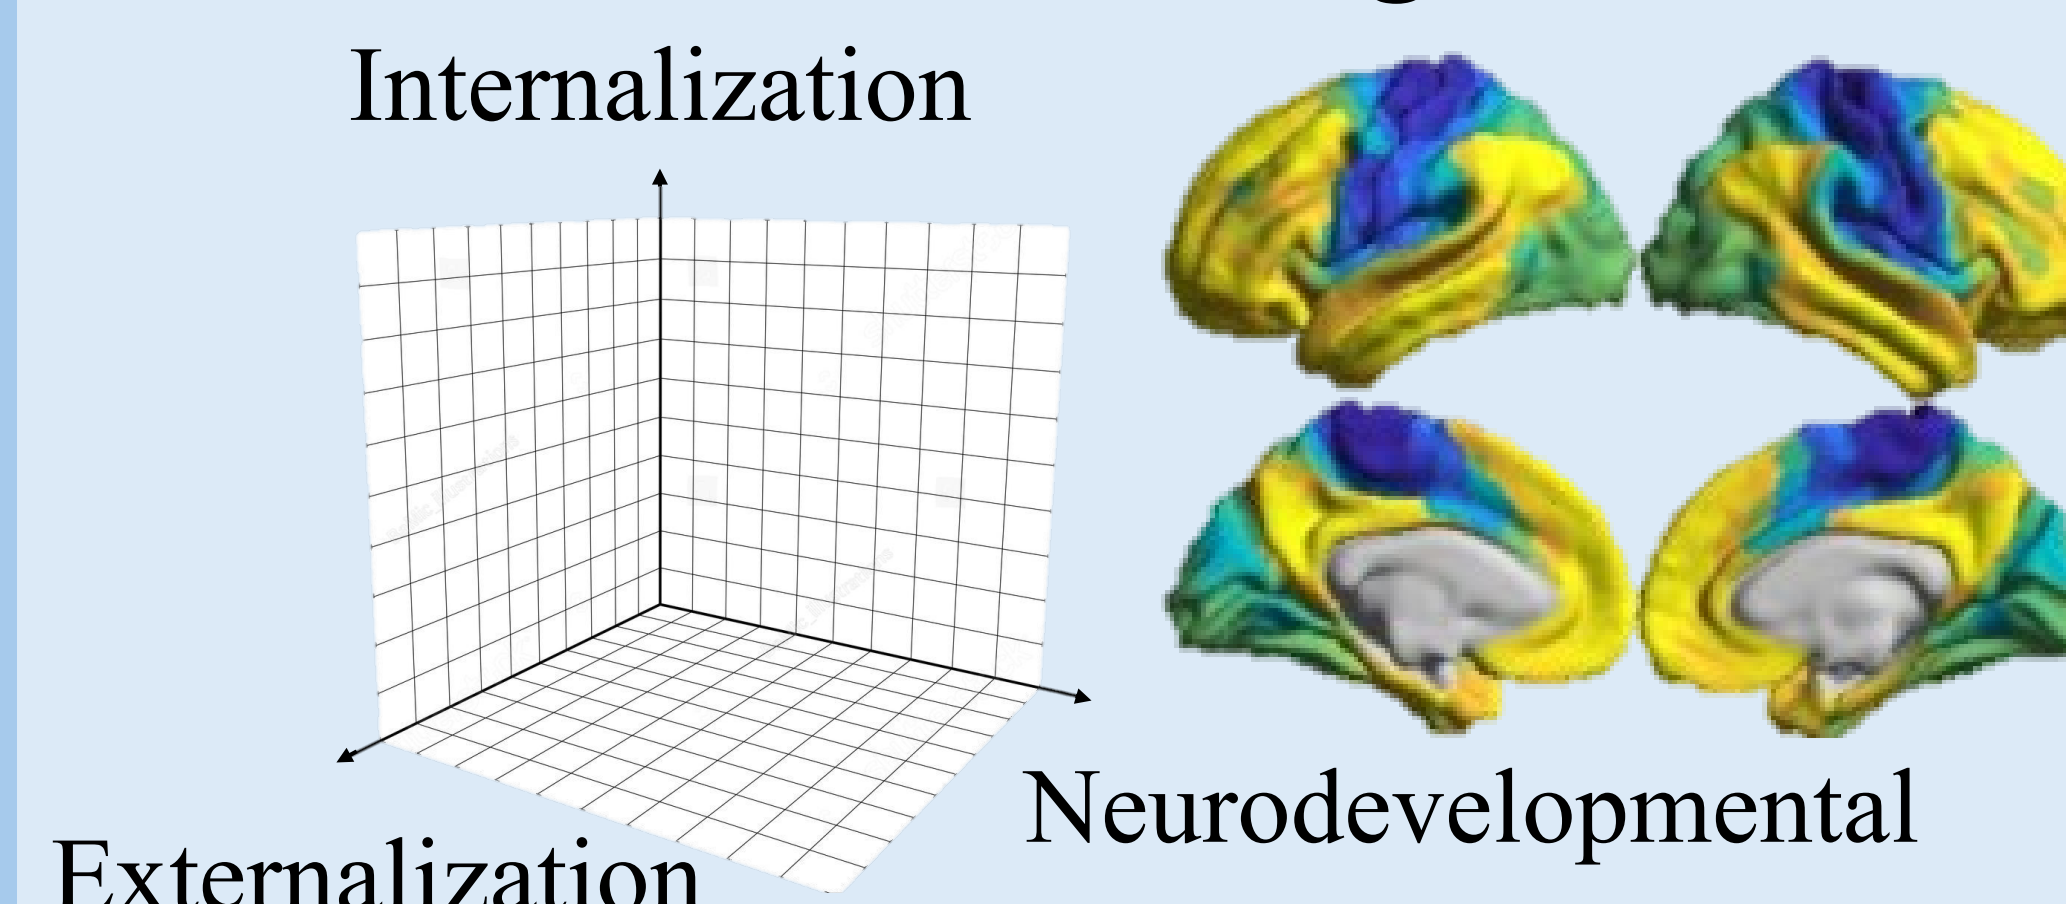 Internalization
Neurodevelopmental
Externalization